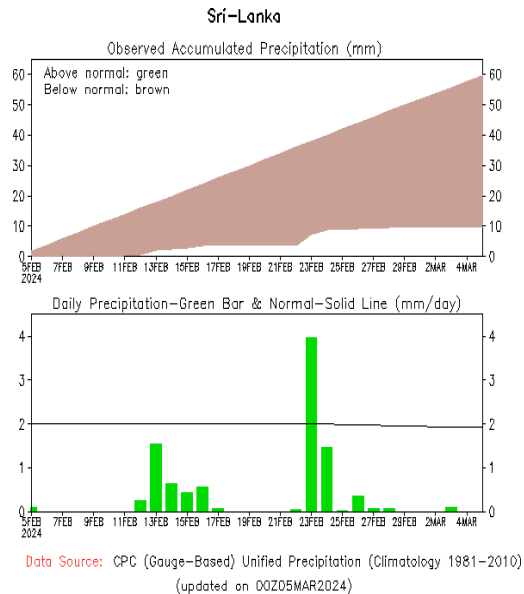 Sri-Lanka
Observed Accumulated Precipitation (mm)
Above normal: green
Below normal: brown
60 60
50 50
40 40
30 30
20 20
10 10
0 0
5FEB 7FEB 9FEB 11FEB 13FEB 15FEB 17FEB 19FEB 21FEB 23FEB 25FEB 27FEB 29FEB 2MAR 4MAR
2024
Daily Precipitation-Green Bar & Normal-Solid Line (mm/day)
4 4
3 3
2 2
1 1
0 0
5FEB 7FEB 9FEB 11FEB 13FEB 15FEB 17FEB 19FEB 21FEB 23FEB 25FEB 27FEB 29FEB 2MAR 4MAR
2024
Data Source: CPC (Gauge-Based) Unified Precipitation (Climatology 1981-2010)
(updated on 00Z05MAR2024)